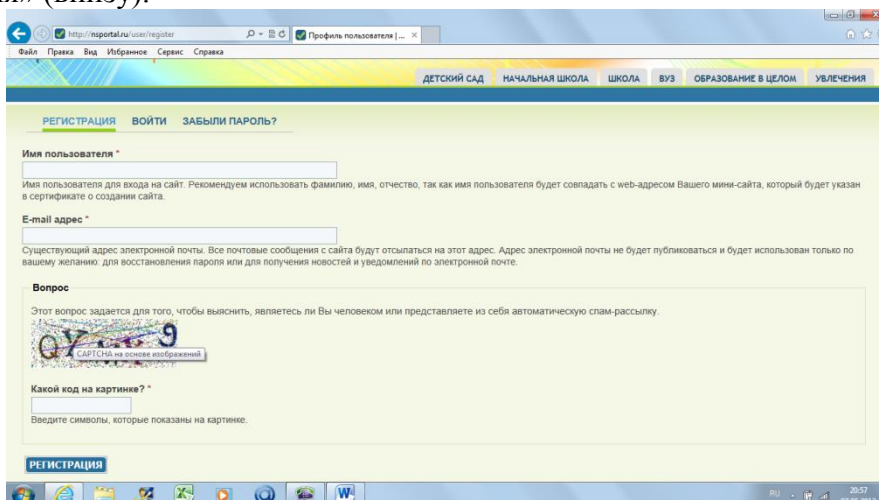 (внизу).
http://nsportal.ru/user/register
Профиль пользователя | ...
Файл Правка Вид Избранное Сервис Справка
ДЕТСКИЙ САД НАЧАЛЬНАЯ ШКОЛА ШКОЛА ВУЗ ОБРАЗОВАНИЕ В ЦЕЛОМ УВЛЕЧЕНИЯ
РЕГИСТРАЦИЯ ВОЙТИ ЗАБЫЛИ ПАРОЛЬ?
Имя пользователя *
Имя пользователя для входа на сайт. Рекомендуем использовать фамилию, имя, отчество, так как имя пользователя будет совпадать с web-адресом Вашего мини-сайта, который будет указан
в сертификате о создании сайта.
E-mail адрес *
Существующий адрес электронной почты. Все почтовые сообщения с сайта будут отсылаться на этот адрес. Адрес электронной почты не будет публиковаться и будет использован только по
вашему желанию: для восстановления пароля или для получения новостей и уведомлений по электронной почте.
Вопрос
Этот вопрос задается для того, чтобы выяснить, являетесь ли Вы человеком или представляете из себя автоматическую спам-рассылку.
CAPTCHA на основе изображений
Какой код на картинке? *
Введите символы, которые показаны на картинке.
РЕГИСТРАЦИЯ
RU 20:57